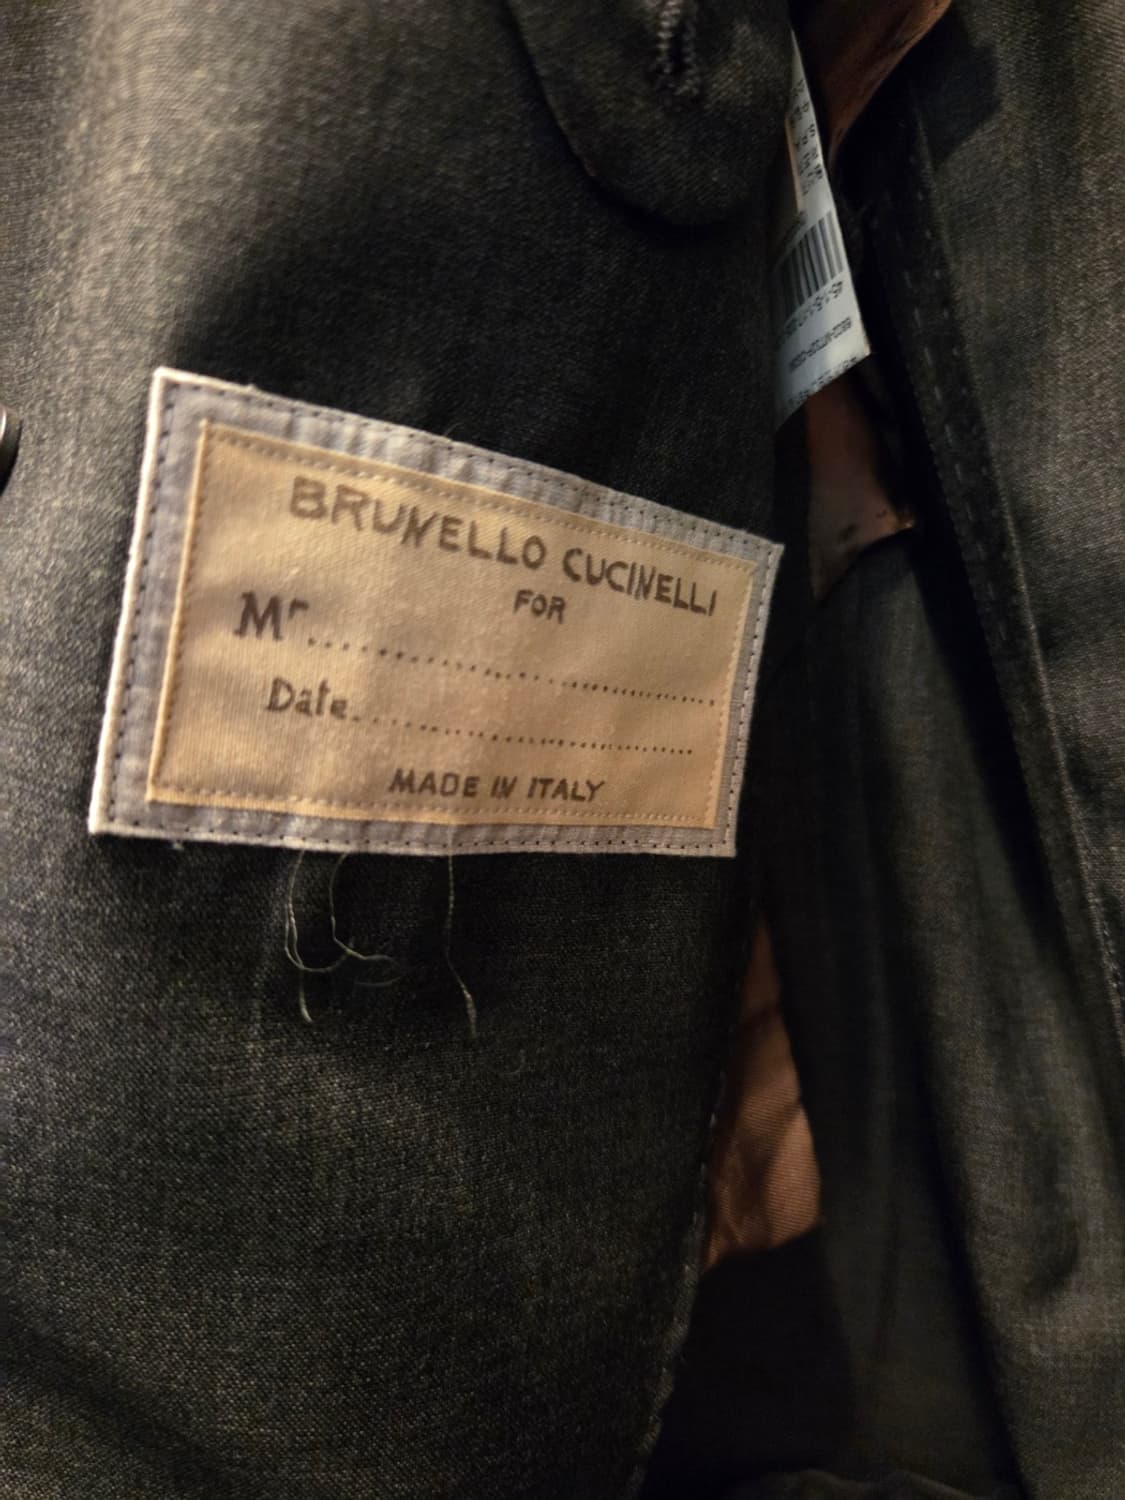 BRUNELLO CUCINELLI
FOR
Mr.......................................................
Date.............................................
MADE IN ITALY